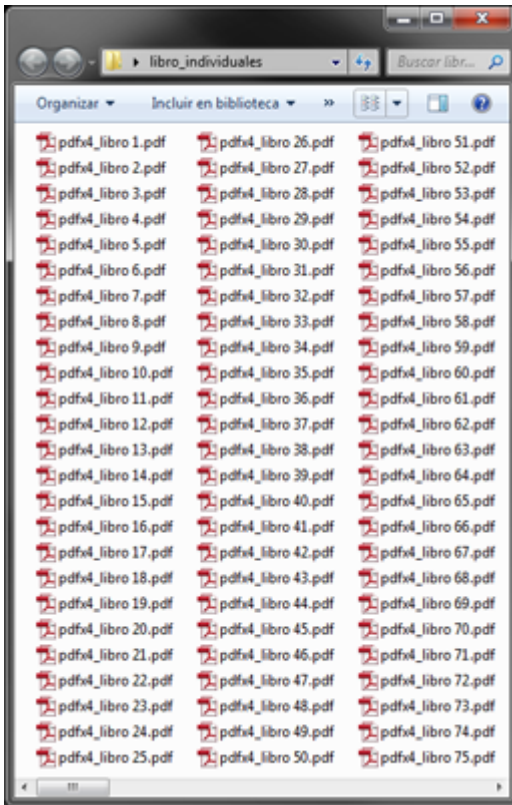 libro_individuales
Buscar libr...
Organizar
Incluir en biblioteca
»
pdfx4_libro 1.pdf
pdfx4_libro 2.pdf
pdfx4_libro 3.pdf
pdfx4_libro 4.pdf
pdfx4_libro 5.pdf
pdfx4_libro 6.pdf
pdfx4_libro 7.pdf
pdfx4_libro 8.pdf
pdfx4_libro 9.pdf
pdfx4_libro 10.pdf
pdfx4_libro 11.pdf
pdfx4_libro 12.pdf
pdfx4_libro 13.pdf
pdfx4_libro 14.pdf
pdfx4_libro 15.pdf
pdfx4_libro 16.pdf
pdfx4_libro 17.pdf
pdfx4_libro 18.pdf
pdfx4_libro 19.pdf
pdfx4_libro 20.pdf
pdfx4_libro 21.pdf
pdfx4_libro 22.pdf
pdfx4_libro 23.pdf
pdfx4_libro 24.pdf
pdfx4_libro 25.pdf
pdfx4_libro 26.pdf
pdfx4_libro 27.pdf
pdfx4_libro 28.pdf
pdfx4_libro 29.pdf
pdfx4_libro 30.pdf
pdfx4_libro 31.pdf
pdfx4_libro 32.pdf
pdfx4_libro 33.pdf
pdfx4_libro 34.pdf
pdfx4_libro 35.pdf
pdfx4_libro 36.pdf
pdfx4_libro 37.pdf
pdfx4_libro 38.pdf
pdfx4_libro 39.pdf
pdfx4_libro 40.pdf
pdfx4_libro 41.pdf
pdfx4_libro 42.pdf
pdfx4_libro 43.pdf
pdfx4_libro 44.pdf
pdfx4_libro 45.pdf
pdfx4_libro 46.pdf
pdfx4_libro 47.pdf
pdfx4_libro 48.pdf
pdfx4_libro 49.pdf
pdfx4_libro 50.pdf
pdfx4_libro 51.pdf
pdfx4_libro 52.pdf
pdfx4_libro 53.pdf
pdfx4_libro 54.pdf
pdfx4_libro 55.pdf
pdfx4_libro 56.pdf
pdfx4_libro 57.pdf
pdfx4_libro 58.pdf
pdfx4_libro 59.pdf
pdfx4_libro 60.pdf
pdfx4_libro 61.pdf
pdfx4_libro 62.pdf
pdfx4_libro 63.pdf
pdfx4_libro 64.pdf
pdfx4_libro 65.pdf
pdfx4_libro 66.pdf
pdfx4_libro 67.pdf
pdfx4_libro 68.pdf
pdfx4_libro 69.pdf
pdfx4_libro 70.pdf
pdfx4_libro 71.pdf
pdfx4_libro 72.pdf
pdfx4_libro 73.pdf
pdfx4_libro 74.pdf
pdfx4_libro 75.pdf